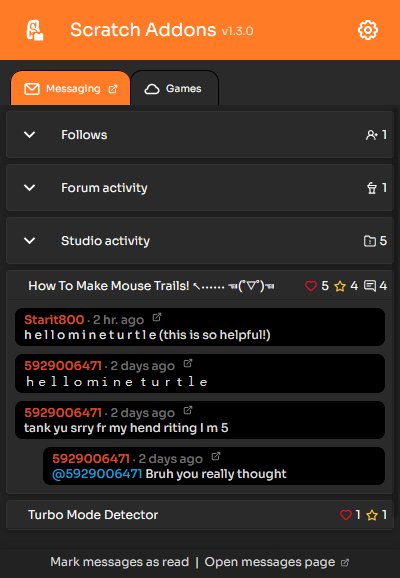 Scratch Addons v1.3.0
Messaging Games
Follows 1
Forum activity 1
Studio activity 5
How To Make Mouse Trails! ↖•••••• ☜(˚▽˚)☜ 5 4 4
Starit800 · 2 hr. ago
h e l l o m i n e t u r t l e (this is so helpful!)
5929006471 · 2 days ago
h e l l o m i n e t u r t l e
5929006471 · 2 days ago
tank yu srry fr my hend riting I m 5
5929006471 · 2 days ago
@5929006471 Bruh you really thought
Turbo Mode Detector 1 1
Mark messages as read | Open messages page